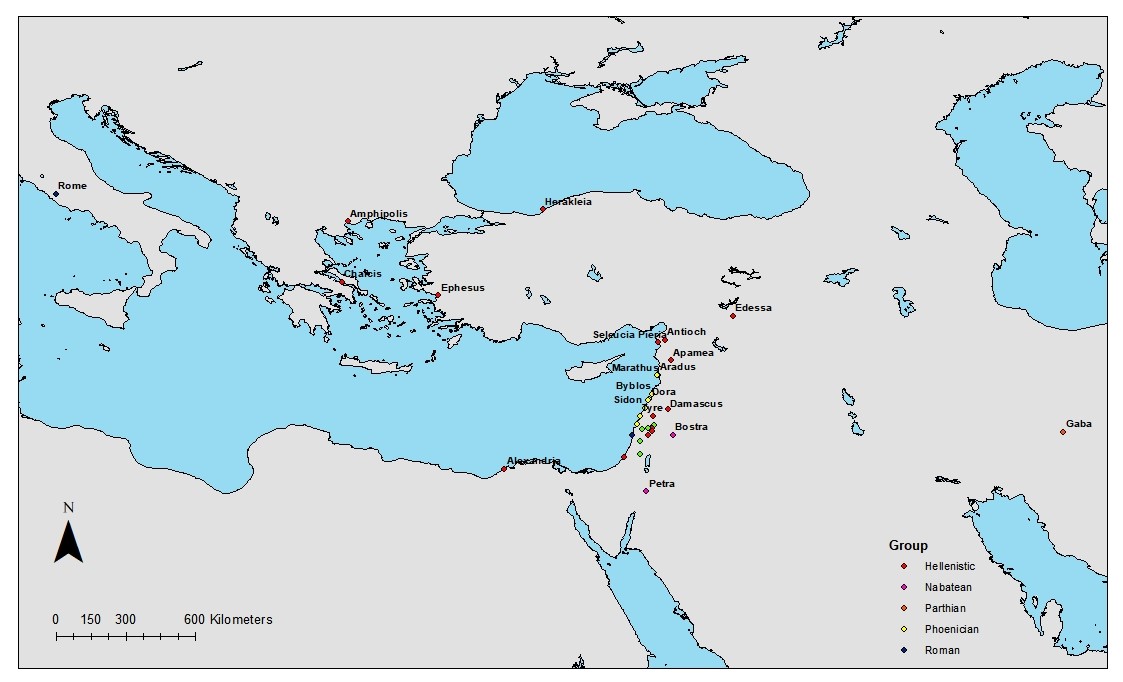 Rome
Herakleia
Amphipolis
Chalcis
Ephesus
Edessa
Seleucia Pieria
Antioch
Apamea
Marathus
Aradus
Byblos
Dora
Sidon
Tyre
Damascus
Bostra
Gaba
Alexandria
Petra
N
0 150 300 600 Kilometers
Group
Hellenistic
Nabatean
Parthian
Phoenician
Roman